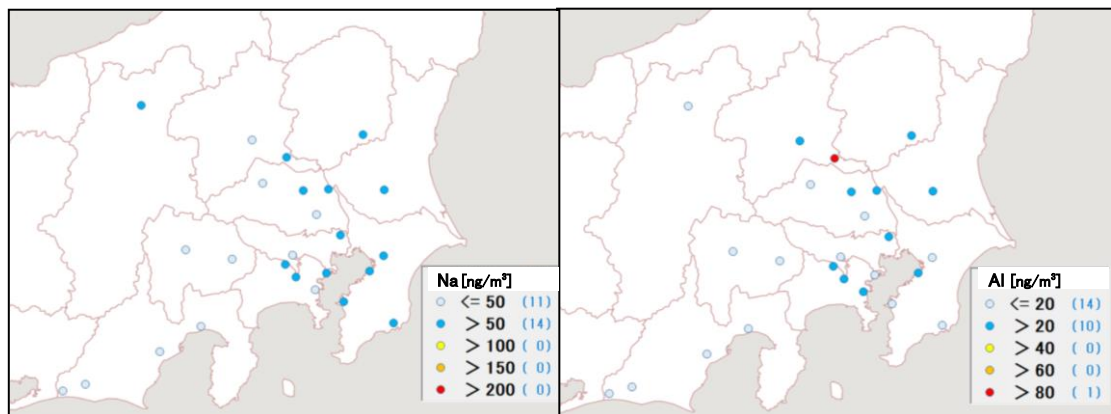 Na [ng/m³]
<= 50 (11)
> 50 (14)
> 100 ( 0)
> 150 ( 0)
> 200 ( 0)
Al [ng/m³]
<= 20 (14)
> 20 (10)
> 40 ( 0)
> 60 ( 0)
> 80 ( 1)